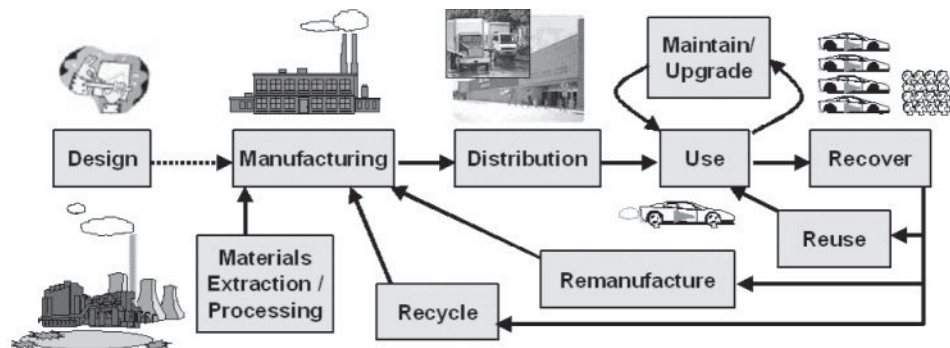 Maintain/
Upgrade
Design
Manufacturing
Distribution
Use
Recover
Materials
Extraction /
Processing
Recycle
Remanufacture
Reuse